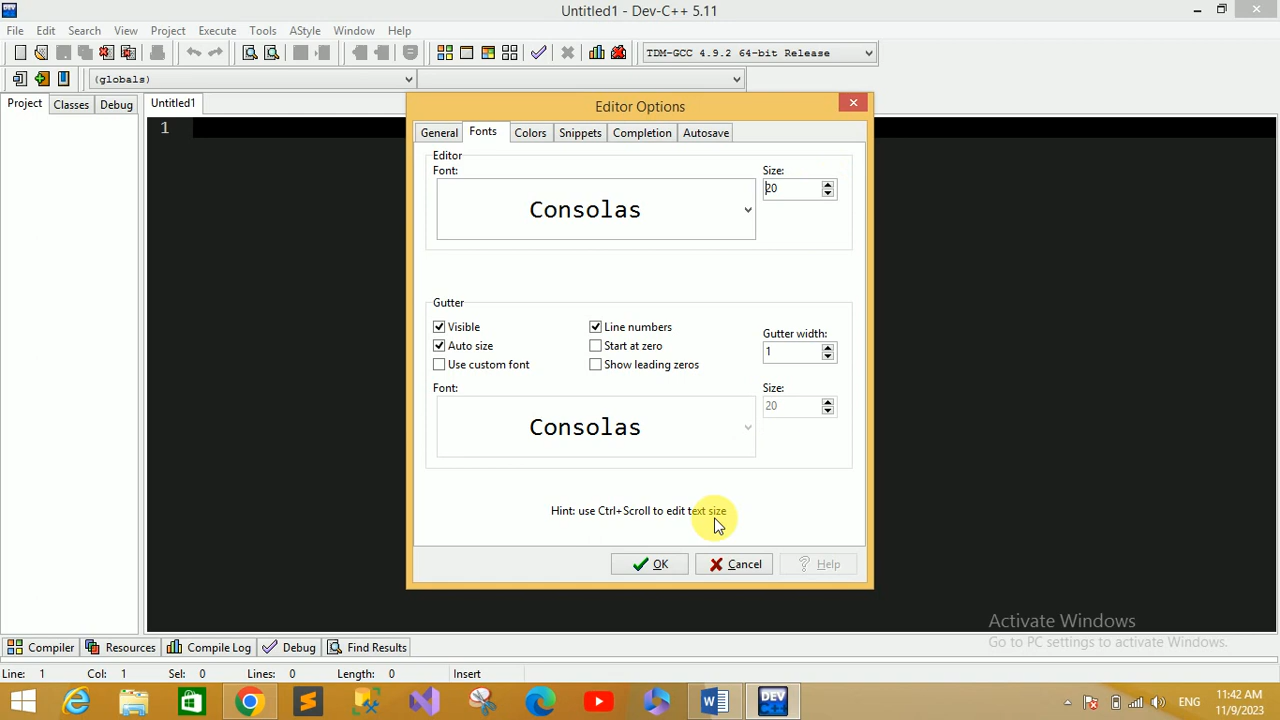 DEV
Untitled1 - Dev-C++ 5.11
File Edit Search View Project Execute Tools AStyle Window Help
TDM-GCC 4.9.2 64-bit Release
(globals)
Project Classes Debug Untitled1
1
Editor Options
General Fonts Colors Snippets Completion Autosave
Editor
Font: Size:
Consolas 20
Gutter
Visible Line numbers Gutter width:
Auto size Start at zero 1
Use custom font Show leading zeros
Font: Size:
Consolas 20
Hint: use Ctrl+Scroll to edit text size
OK Cancel ? Help
Activate Windows
Go to PC settings to activate Windows.
Compiler Resources Compile Log Debug Find Results
Line: 1 Col: 1 Sel: 0 Lines: 0 Length: 0 Insert
DEV
C++
ENG
11:42 AM
11/9/2023